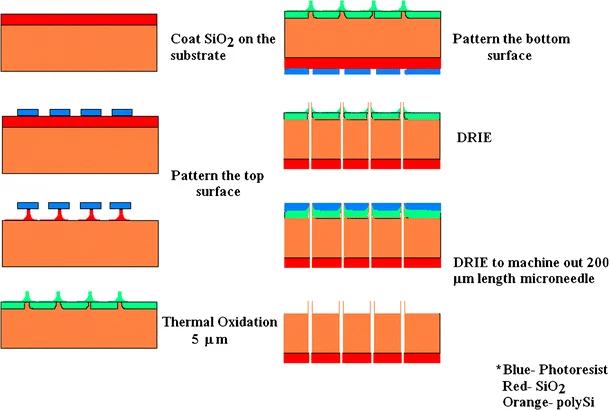 Coat SiO2 on the
substrate
Pattern the top
surface
Thermal Oxidation
5 μm
Pattern the bottom
surface
DRIE
DRIE to machine out 200
μm length microneedle
*Blue- Photoresist
Red- SiO2
Orange- polySi